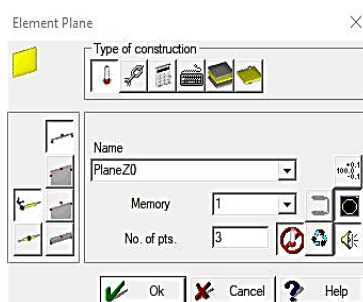 Element Plane
Type of construction
Name
PlaneZ0
Memory 1
No. of pts. 3
Ok Cancel Help